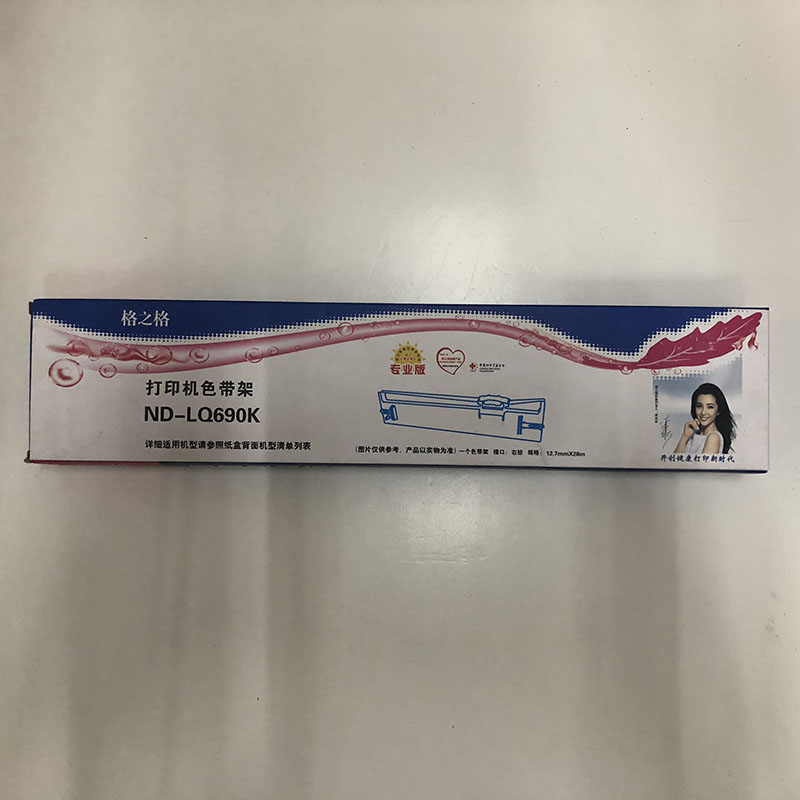 格之格
专业版
打印机色带架
ND-LQ690K
详细适用机型请参照纸盒背面机型清单列表
(图片仅供参考，产品以实物为准) 一个色带架 接口：右扭 规格：12.7mmX28m
开创健康打印新时代